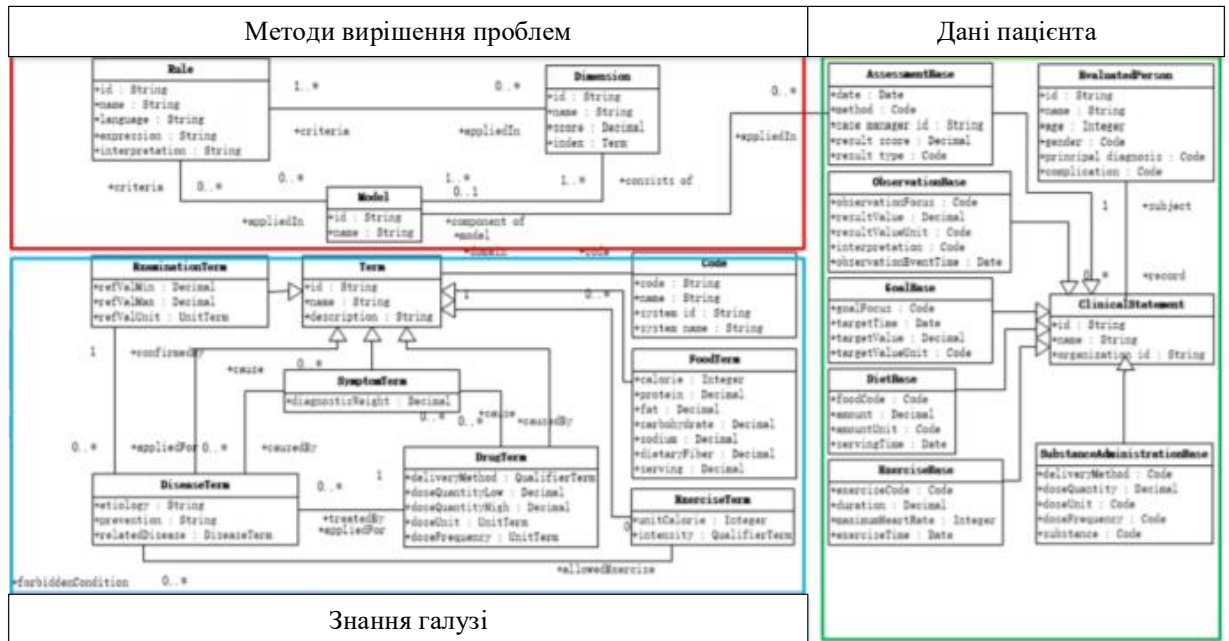 Методи вирішення проблем
Дані пацієнта
Rule
+id : String
+name : String
+language : String
+expression : String
+interpretation : String
1..*
+criteria
0..*
+appliedIn
Dimension
+id : String
+name : String
+score : Decimal
+index : Term
0..*
+appliedIn
+criteria
0..*
0..*
+appliedIn
Model
+id : String
+name : String
1..*
0..1
1..*
+consists of
+component of
+model
+domain
+code
AssessmentBase
+date : Date
+method : Code
+case manager id : String
+result score : Decimal
+result type : Code
EvaluatedPerson
+id : String
+name : String
+age : Integer
+gender : Code
+principal diagnosis : Code
+complication : Code
ObservationBase
+observationFocus : Code
+resultValue : Decimal
+resultValueUnit : Code
+interpretation : Code
+observationEventTime : Date
1
+subject
0..*
+record
ExaminationTerm
+refValMin : Decimal
+refValMax : Decimal
+refValUnit : UnitTerm
Term
+id : String
+name : String
+description : String
1
0..*
Code
+code : String
+name : String
+system id : String
+system name : String
GoalBase
+goalFocus : Code
+targetTime : Date
+targetValue : Decimal
+targetValueUnit : Code
ClinicalStatement
+id : String
+name : String
+organization id : String
1
+confirmedBy
+cause
0..*
SymptomTerm
+diagnosticWeight : Decimal
0..*
0..*
+cause
+causedBy
FoodTerm
+calorie : Integer
+protein : Decimal
+fat : Decimal
+carbohydrate : Decimal
+sodium : Decimal
+dietaryFiber : Decimal
+serving : Decimal
DietBase
+foodCode : Code
+amount : Decimal
+amountUnit : Code
+servingTime : Date
0..*
+appliedFor
0..*
+causedBy
DiseaseTerm
+etiology : String
+prevention : String
+relatedDisease : DiseaseTerm
0..*
1
+treatedBy
+appliedFor
DrugTerm
+deliveryMethod : QualifierTerm
+doseQuantityLow : Decimal
+doseQuantityHigh : Decimal
+doseUnit : UnitTerm
+doseFrequency : UnitTerm
ExerciseTerm
+unitCalorie : Integer
+intensity : QualifierTerm
ExerciseBase
+exerciseCode : Code
+duration : Decimal
+maximumHeartRate : Integer
+exerciseTime : Date
SubstanceAdministrationBase
+deliveryMethod : Code
+doseQuantity : Decimal
+doseUnit : Code
+doseFrequency : Code
+substance : Code
+forbiddenCondition
0..*
+allowedExercise
Знання галузі